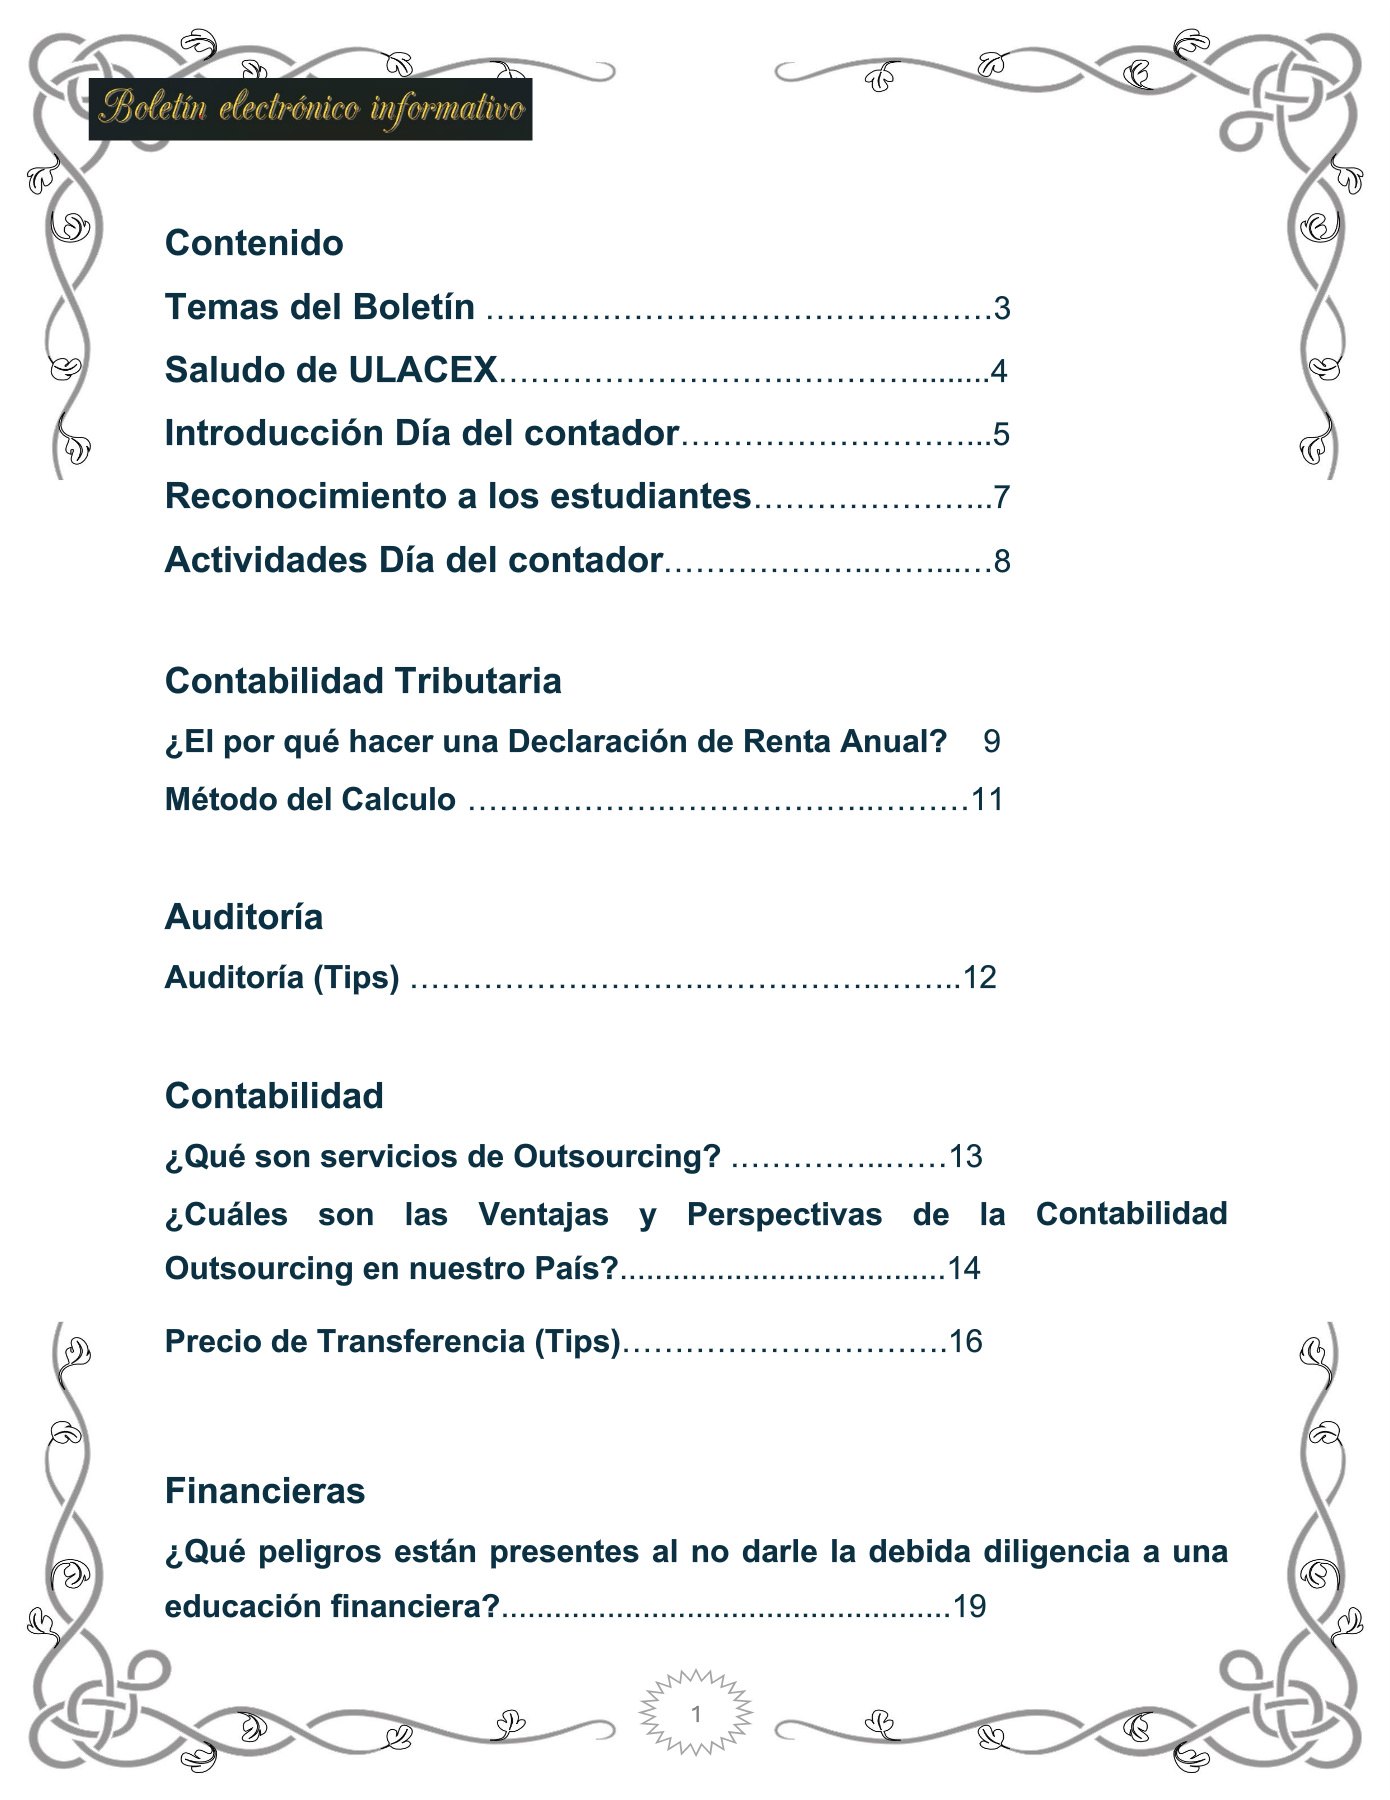 Boletín electrónico informativo
Contenido
Temas del Boletín …………………………………………3
Saludo de ULACEX……………………….…………........4
Introducción Día del contador………………………...5
Reconocimiento a los estudiantes…………………..7
Actividades Día del contador………………..……...…8
Contabilidad Tributaria
¿El por qué hacer una Declaración de Renta Anual? 9
Método del Calculo ……………….………………..………11
Auditoría
Auditoría (Tips) ……………………….……………..……..12
Contabilidad
¿Qué son servicios de Outsourcing? …………...……13
¿Cuáles son las Ventajas y Perspectivas de la Contabilidad
Outsourcing en nuestro País?.....................................14
Precio de Transferencia (Tips)………………………….16
Financieras
¿Qué peligros están presentes al no darle la debida diligencia a una
educación financiera?...................................................19
1